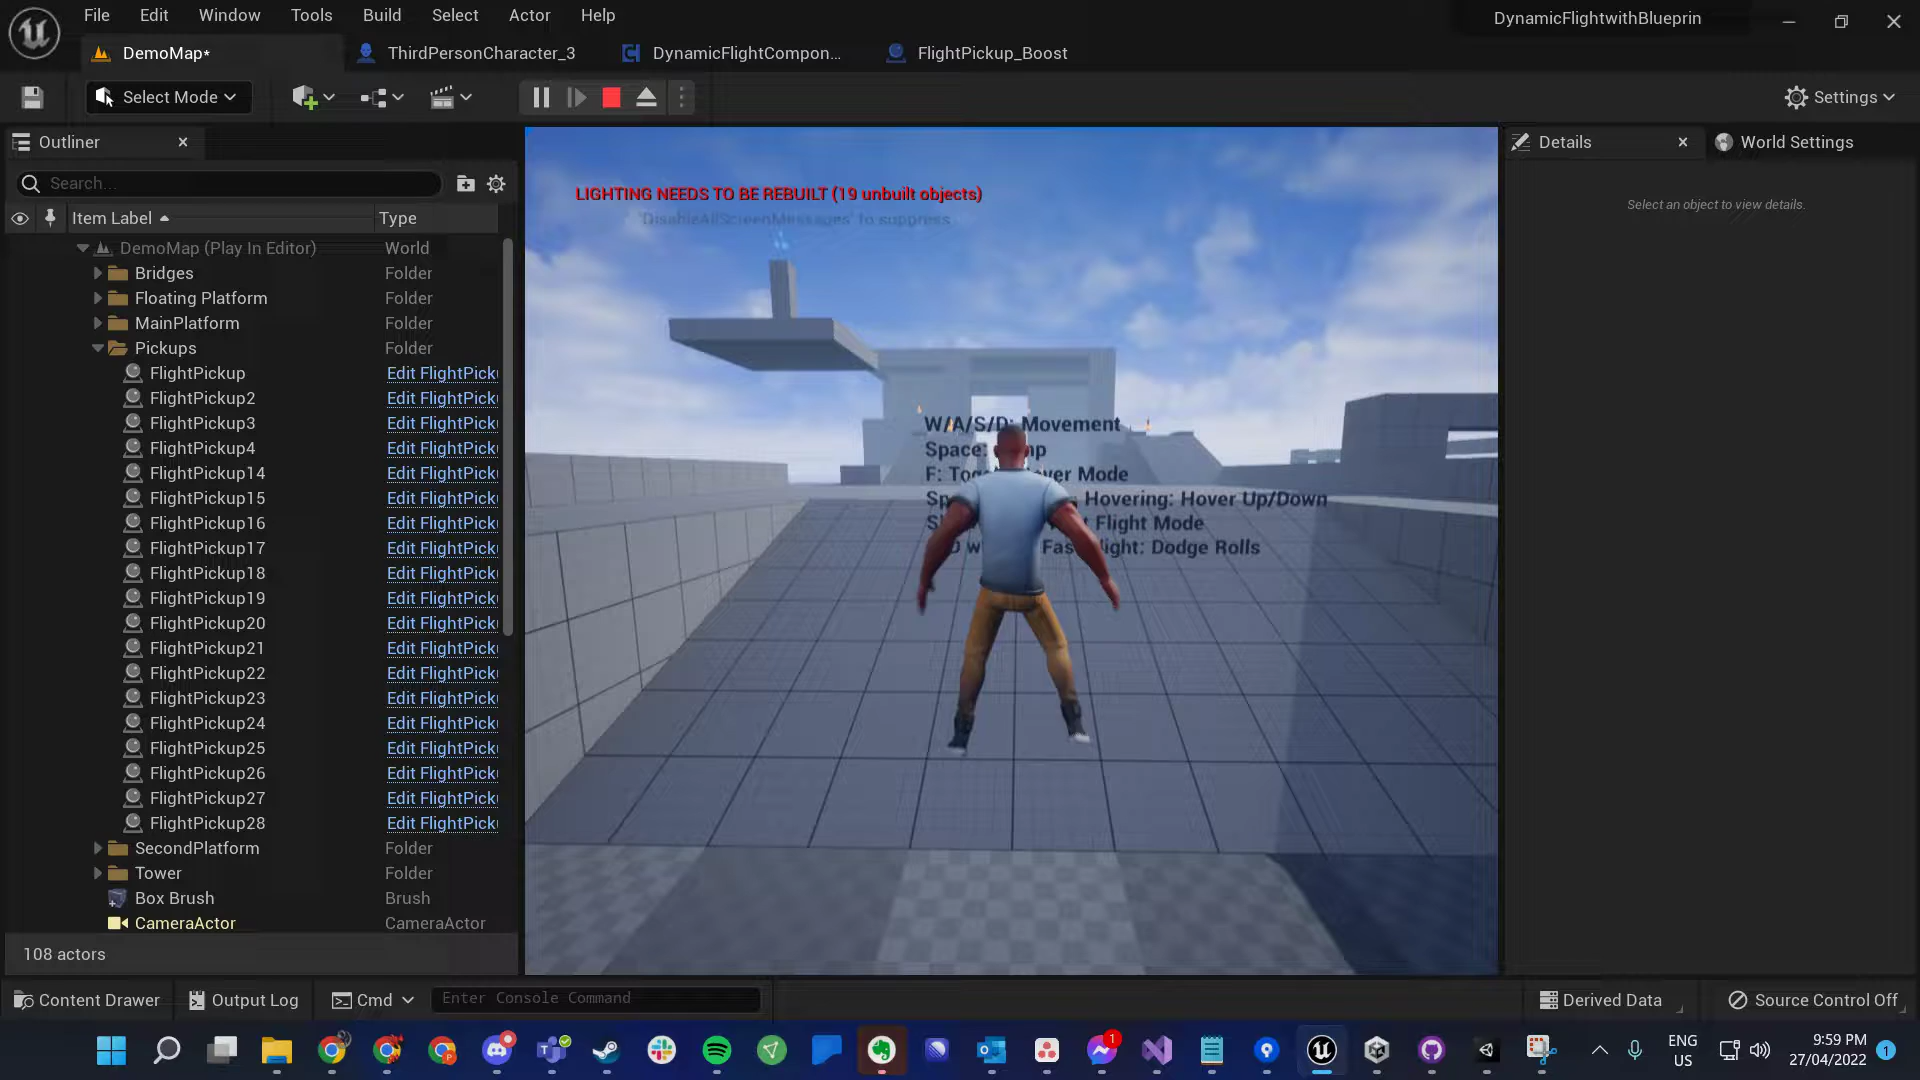 File Edit Window Tools Build Select Actor Help
DynamicFlightwithBlueprin
DemoMap* ThirdPersonCharacter_3 DynamicFlightCompon... FlightPickup_Boost
Select Mode
Settings
Outliner
Details
World Settings
Search...
Select an object to view details.
Item Label Type
DemoMap (Play In Editor) World
Bridges Folder
Floating Platform Folder
MainPlatform Folder
Pickups Folder
FlightPickup Edit FlightPick
FlightPickup2 Edit FlightPick
FlightPickup3 Edit FlightPick
FlightPickup4 Edit FlightPick
FlightPickup14 Edit FlightPick
FlightPickup15 Edit FlightPick
FlightPickup16 Edit FlightPick
FlightPickup17 Edit FlightPick
FlightPickup18 Edit FlightPick
FlightPickup19 Edit FlightPick
FlightPickup20 Edit FlightPick
FlightPickup21 Edit FlightPick
FlightPickup22 Edit FlightPick
FlightPickup23 Edit FlightPick
FlightPickup24 Edit FlightPick
FlightPickup25 Edit FlightPick
FlightPickup26 Edit FlightPick
FlightPickup27 Edit FlightPick
FlightPickup28 Edit FlightPick
SecondPlatform Folder
Tower Folder
Box Brush Brush
CameraActor CameraActor
108 actors
LIGHTING NEEDS TO BE REBUILT (19 unbuilt objects)
'DisableAllScreenMessages' to suppress
W/A/S/D: Movement
Space:
F: Mode
Hovering: Hover Up/Down
Flight Mode
Dodge Rolls
Content Drawer Output Log Cmd Enter Console Command
Derived Data Source Control Off
1
ENG
US
9:59 PM
27/04/2022
1